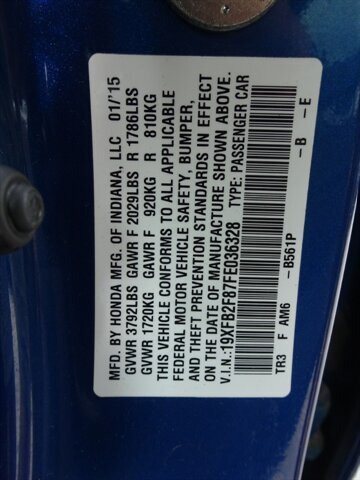 MFD. BY HONDA MFG. OF INDIANA, LLC 01/'15
GVWR 3792LBS GAWR F 2029LBS R 1786LBS
GVWR 1720KG GAWR F 920KG R 810KG
THIS VEHICLE CONFORMS TO ALL APPLICABLE
FEDERAL MOTOR VEHICLE SAFETY, BUMPER,
AND THEFT PREVENTION STANDARDS IN EFFECT
ON THE DATE OF MANUFACTURE SHOWN ABOVE.
V.I.N.:19XFB2F87FE036328 TYPE: PASSENGER CAR
TR3 F AM6 - B - E
- B561P